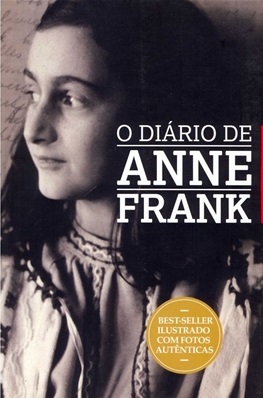 O DIÁRIO DE
ANNE
FRANK
BEST-SELLER
ILUSTRADO
COM FOTOS
AUTÊNTICAS